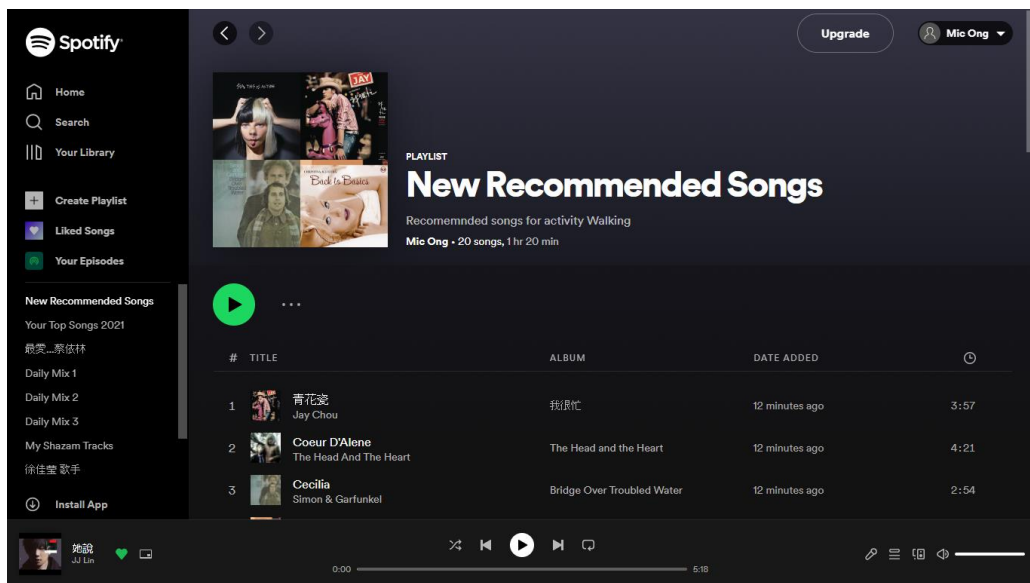 Spotify
Home
Search
Your Library
Create Playlist
Liked Songs
Your Episodes
New Recommended Songs
Your Top Songs 2021
最愛...蔡依林
Daily Mix 1
Daily Mix 2
Daily Mix 3
My Shazam Tracks
徐佳瑩 歌手
Install App
Upgrade
Mic Ong
JAY
Back to Basics
PLAYLIST
New Recommended Songs
Recomemnded songs for activity Walking
Mic Ong • 20 songs, 1 hr 20 min
# TITLE ALBUM DATE ADDED
1 青花瓷 我很忙 12 minutes ago 3:57
Jay Chou
2 Coeur D'Alene The Head and the Heart 12 minutes ago 4:21
The Head And The Heart
3 Cecilia Bridge Over Troubled Water 12 minutes ago 2:54
Simon & Garfunkel
她說
JJ Lin
0:00 5:18